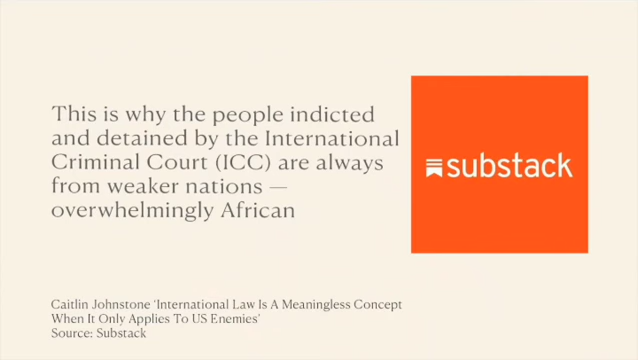 This is why the people indicted
and detained by the International
Criminal Court (ICC) are always
from weaker nations —
overwhelmingly African
substack
Caitlin Johnstone 'International Law Is A Meaningless Concept
When It Only Applies To US Enemies'
Source: Substack